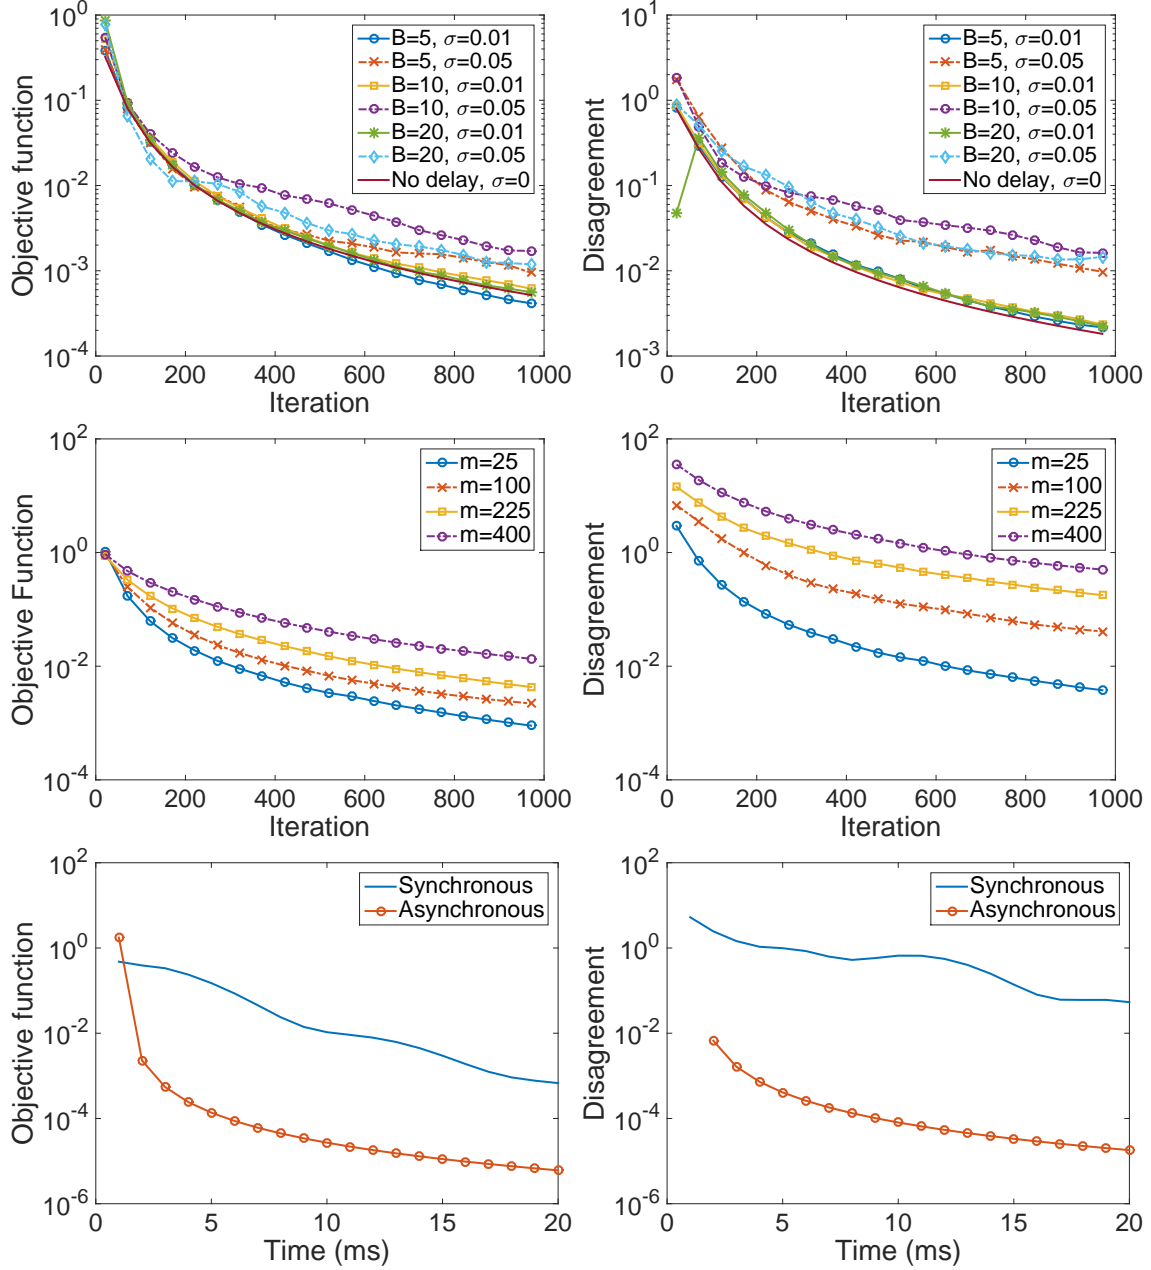 Objective function
10^0
10^-1
10^-2
10^-3
10^-4
0 200 400 600 800 1000
Iteration
B=5, σ=0.01
B=5, σ=0.05
B=10, σ=0.01
B=10, σ=0.05
B=20, σ=0.01
B=20, σ=0.05
No delay, σ=0
Disagreement
10^1
10^0
10^-1
10^-2
10^-3
0 200 400 600 800 1000
Iteration
B=5, σ=0.01
B=5, σ=0.05
B=10, σ=0.01
B=10, σ=0.05
B=20, σ=0.01
B=20, σ=0.05
No delay, σ=0
Objective Function
10^2
10^0
10^-2
10^-4
0 200 400 600 800 1000
Iteration
m=25
m=100
m=225
m=400
Disagreement
10^2
10^0
10^-2
10^-4
0 200 400 600 800 1000
Iteration
m=25
m=100
m=225
m=400
Objective function
10^2
10^0
10^-2
10^-4
10^-6
0 5 10 15 20
Time (ms)
Synchronous
Asynchronous
Disagreement
10^2
10^0
10^-2
10^-4
10^-6
0 5 10 15 20
Time (ms)
Synchronous
Asynchronous